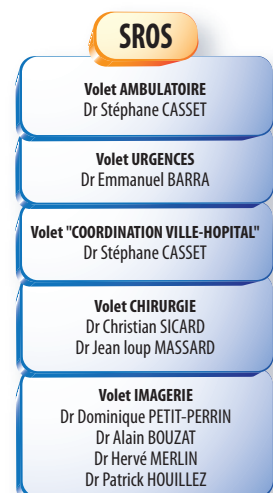 SROS
Volet AMBULATOIRE
Dr Stéphane CASSET
Volet URGENCES
Dr Emmanuel BARRA
Volet "COORDINATION VILLE-HOPITAL"
Dr Stéphane CASSET
Volet CHIRURGIE
Dr Christian SICARD
Dr Jean loup MASSARD
Volet IMAGERIE
Dr Dominique PETIT-PERRIN
Dr Alain BOUZAT
Dr Hervé MERLIN
Dr Patrick HOUILLEZ